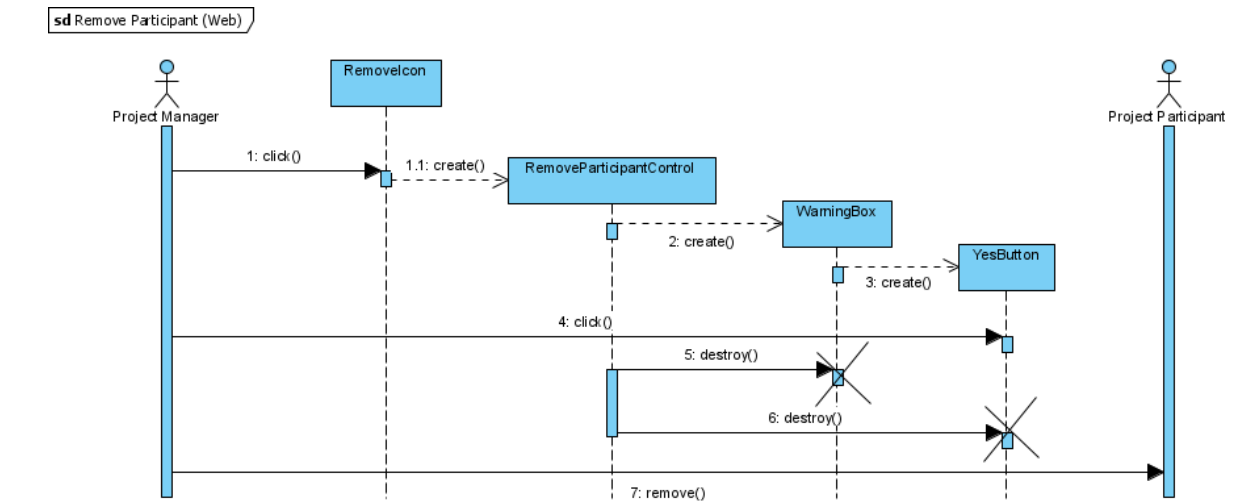 sd Remove Participant (Web)
RemoveIcon
Project Manager
Project Participant
1: click()
1.1: create()
RemoveParticipantControl
WarningBox
2: create()
YesButton
3: create()
4: click()
5: destroy()
6: destroy()
7: remove()